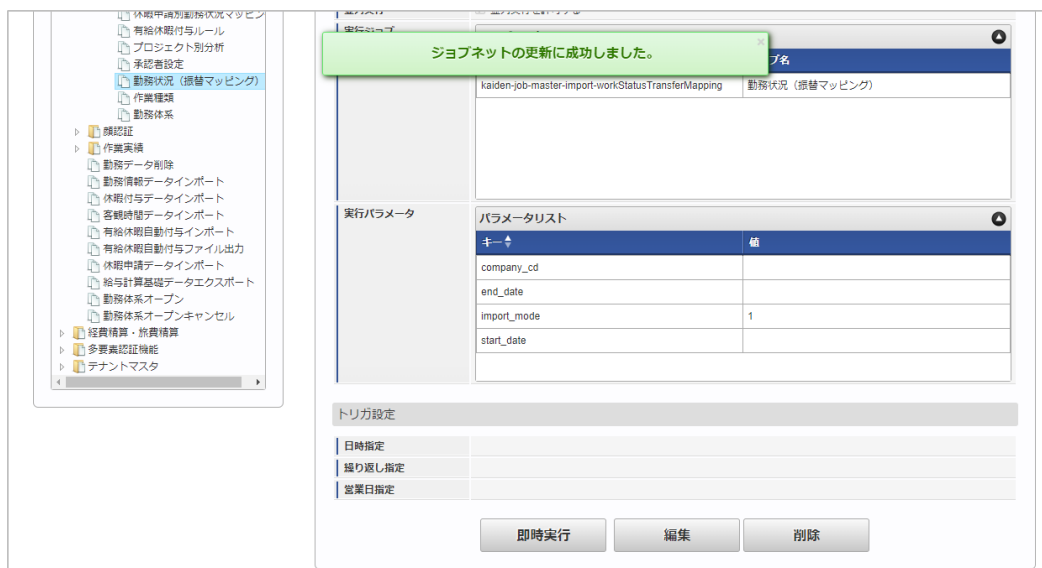 休暇申請別勤務状況マッピン
有給休暇付与ルール
プロジェクト別分析
承認者設定
勤務状況（振替マッピング）
作業種類
勤務体系
顔認証
作業実績
勤務データ削除
勤務情報データインポート
休暇付与データインポート
客観時間データインポート
有給休暇自動付与インポート
有給休暇自動付与ファイル出力
休暇申請データインポート
給与計算基礎データエクスポート
勤務体系オープン
勤務体系オープンキャンセル
経費精算・旅費精算
多要素認証機能
テナントマスタ
並列実行 並列実行を許可する
実行ジョブ
ジョブネットの更新に成功しました。
ブ名
kaiden-job-master-import-workStatusTransferMapping 勤務状況（振替マッピング）
実行パラメータ パラメータリスト
キー 値
company_cd
end_date
import_mode 1
start_date
トリガ設定
日時指定
繰り返し指定
営業日指定
即時実行 編集 削除